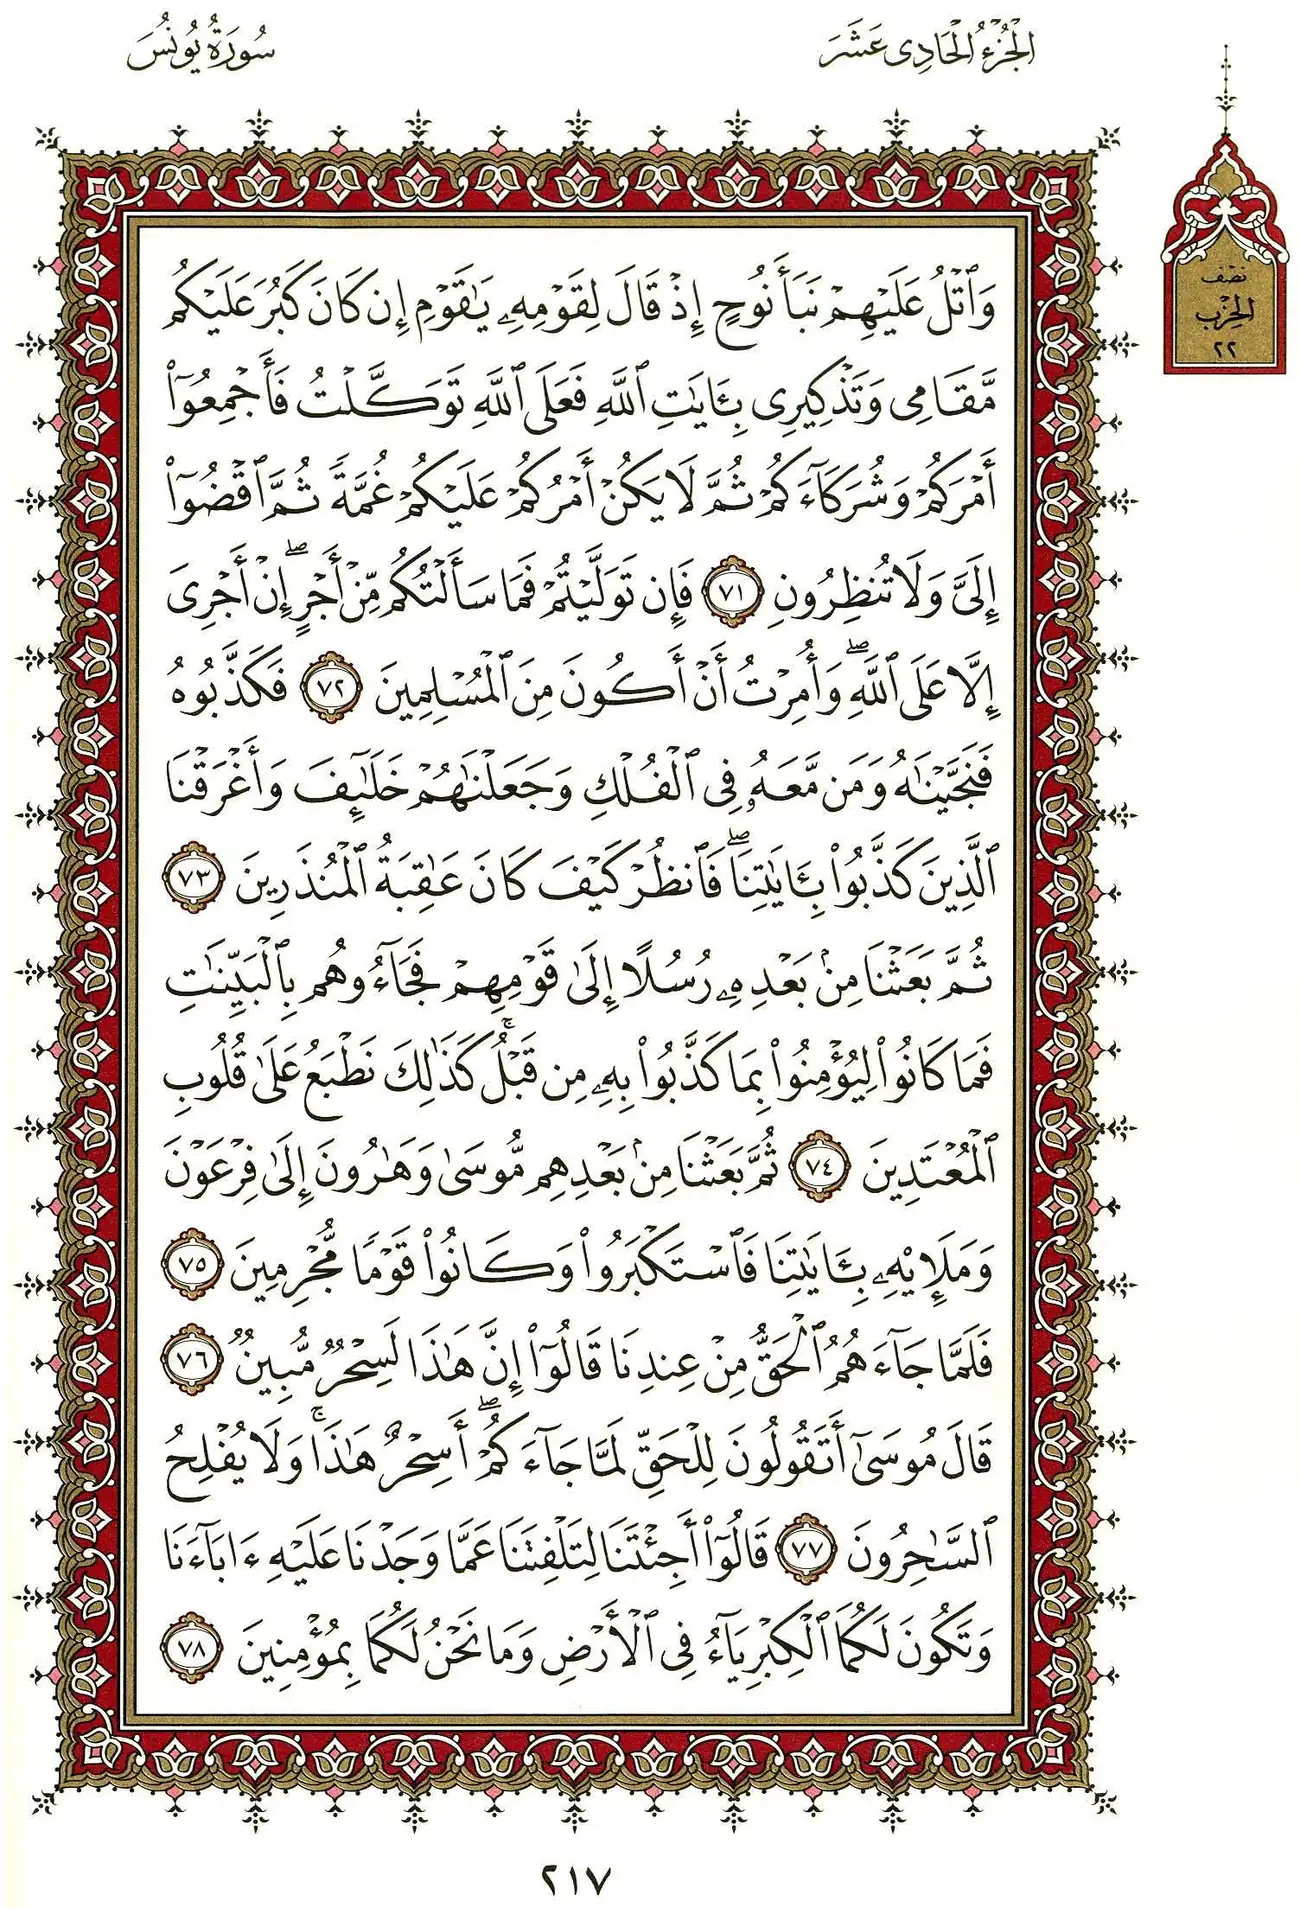 الجزء الحادي عشر
سورة يونس
نصف
الحزب
٢٢
وَٱتۡلُ عَلَيۡهِمۡ نَبَأَ نُوحٍ إِذۡ قَالَ لِقَوۡمِهِۦ يَٰقَوۡمِ إِن كَانَ كَبُرَ عَلَيۡكُم
مَّقَامِي وَتَذۡكِيرِي بِـَٔايَٰتِ ٱللَّهِ فَعَلَى ٱللَّهِ تَوَكَّلۡتُ فَأَجۡمِعُوٓاْ
أَمۡرَكُمۡ وَشُرَكَآءَكُمۡ ثُمَّ لَا يَكُنۡ أَمۡرُكُمۡ عَلَيۡكُمۡ غُمَّةٗ ثُمَّ ٱقۡضُوٓاْ
إِلَيَّ وَلَا تُنظِرُونِ ٧١ فَإِن تَوَلَّيۡتُمۡ فَمَا سَأَلۡتُكُم مِّنۡ أَجۡرٍۖ إِنۡ أَجۡرِيَ
إِلَّا عَلَى ٱللَّهِۖ وَأُمِرۡتُ أَنۡ أَكُونَ مِنَ ٱلۡمُسۡلِمِينَ ٧٢ فَكَذَّبُوهُ
فَنَجَّيۡنَٰهُ وَمَن مَّعَهُۥ فِي ٱلۡفُلۡكِ وَجَعَلۡنَٰهُمۡ خَلَٰٓئِفَ وَأَغۡرَقۡنَا
ٱلَّذِينَ كَذَّبُواْ بِـَٔايَٰتِنَاۖ فَٱنظُرۡ كَيۡفَ كَانَ عَٰقِبَةُ ٱلۡمُنذَرِينَ ٧٣
ثُمَّ بَعَثۡنَا مِنۢ بَعۡدِهِۦ رُسُلًا إِلَىٰ قَوۡمِهِمۡ فَجَآءُوهُم بِٱلۡبَيِّنَٰتِ
فَمَا كَانُواْ لِيُؤۡمِنُواْ بِمَا كَذَّبُواْ بِهِۦ مِن قَبۡلُۚ كَذَٰلِكَ نَطۡبَعُ عَلَىٰ قُلُوبِ
ٱلۡمُعۡتَدِينَ ٧٤ ثُمَّ بَعَثۡنَا مِنۢ بَعۡدِهِم مُّوسَىٰ وَهَٰرُونَ إِلَىٰ فِرۡعَوۡنَ
وَمَلَإِيْهِۦ بِـَٔايَٰتِنَا فَٱسۡتَكۡبَرُواْ وَكَانُواْ قَوۡمٗا مُّجۡرِمِينَ ٧٥
فَلَمَّا جَآءَهُمُ ٱلۡحَقُّ مِنۡ عِندِنَا قَالُوٓاْ إِنَّ هَٰذَا لَسِحۡرٞ مُّبِينٞ ٧٦
قَالَ مُوسَىٰٓ أَتَقُولُونَ لِلۡحَقِّ لَمَّا جَآءَكُمۡۖ أَسِحۡرٌ هَٰذَاۚ وَلَا يُفۡلِحُ
ٱلسَّٰحِرُونَ ٧٧ قَالُوٓاْ أَجِئۡتَنَا لِتَلۡفِتَنَا عَمَّا وَجَدۡنَا عَلَيۡهِ ءَابَآءَنَا
وَتَكُونَ لَكُمَا ٱلۡكِبۡرِيَآءُ فِي ٱلۡأَرۡضِ وَمَا نَحۡنُ لَكُمَا بِمُؤۡمِنِينَ ٧٨
٢١٧